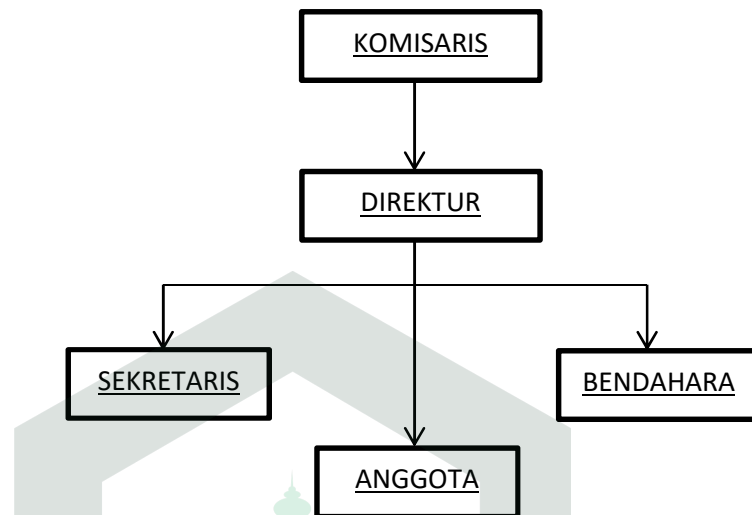 KOMISARIS
DIREKTUR
SEKRETARIS
BENDAHARA
ANGGOTA